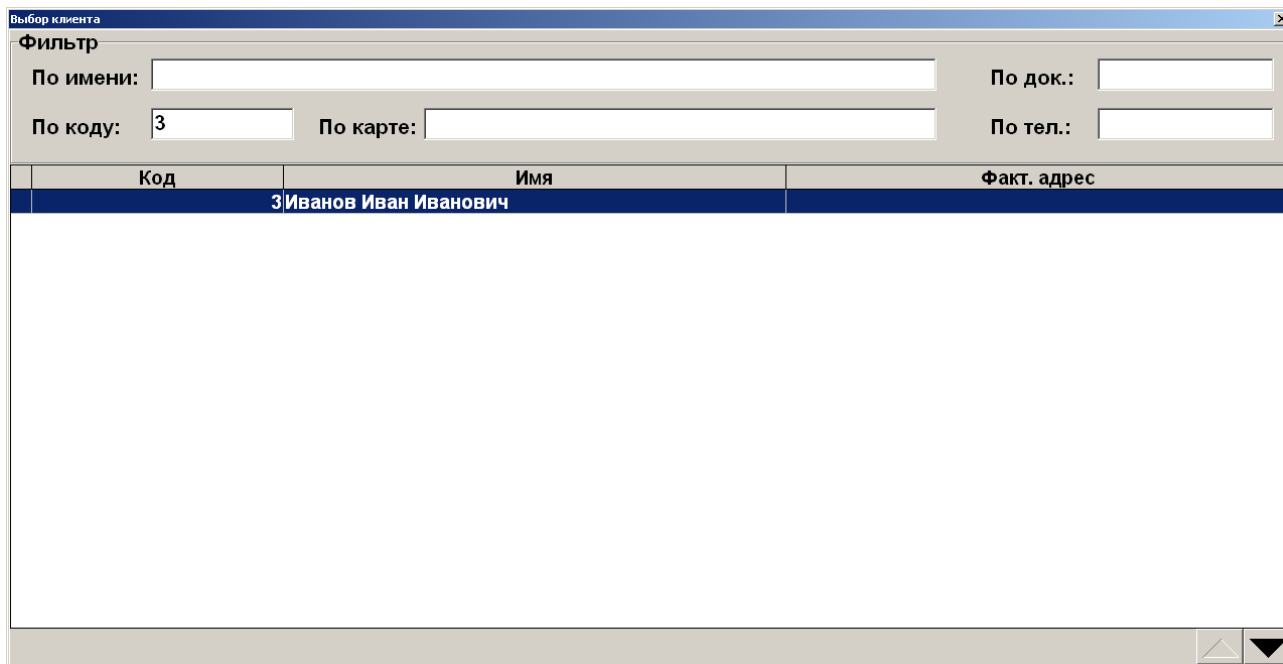 Выбор клиента
Фильтр
По имени: По док.:
По коду: 3 По карте: По тел.:
Код Имя Факт. адрес
3 Иванов Иван Иванович